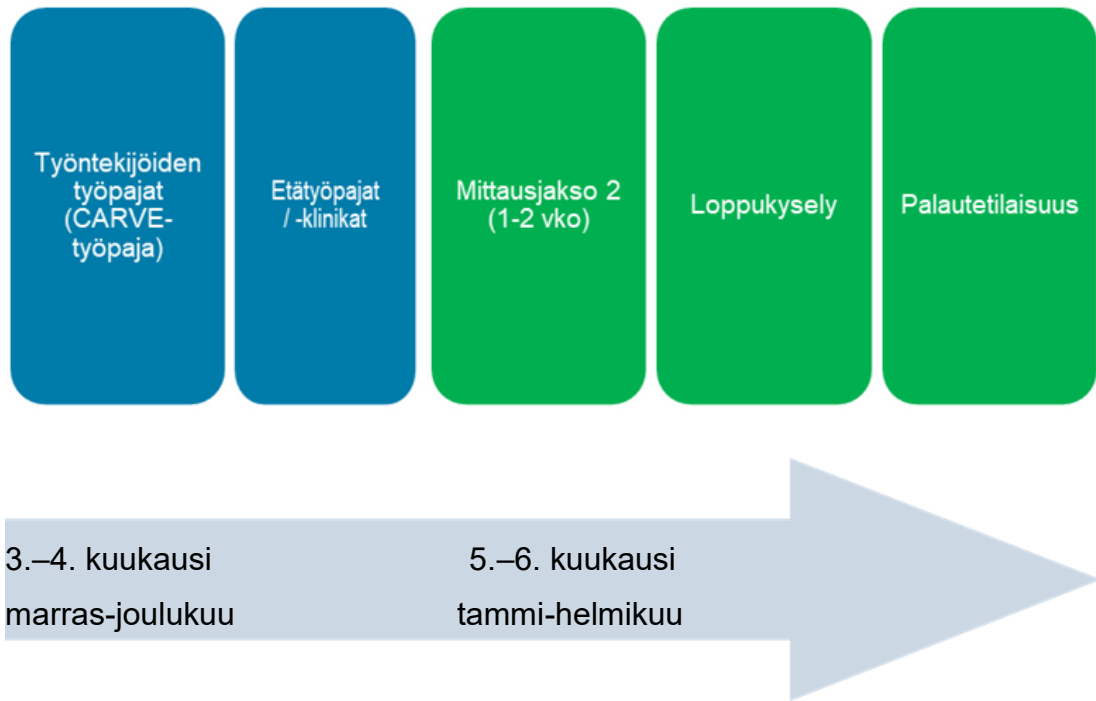 Työntekijöiden
työpajat
(CARVE-
työpaja)
Etätyöpajat
/ -klinikat
Mittausjakso 2
(1-2 vko)
Loppukysely
Palautetilaisuus
3.–4. kuukausi
marras-joulukuu
5.–6. kuukausi
tammi-helmikuu